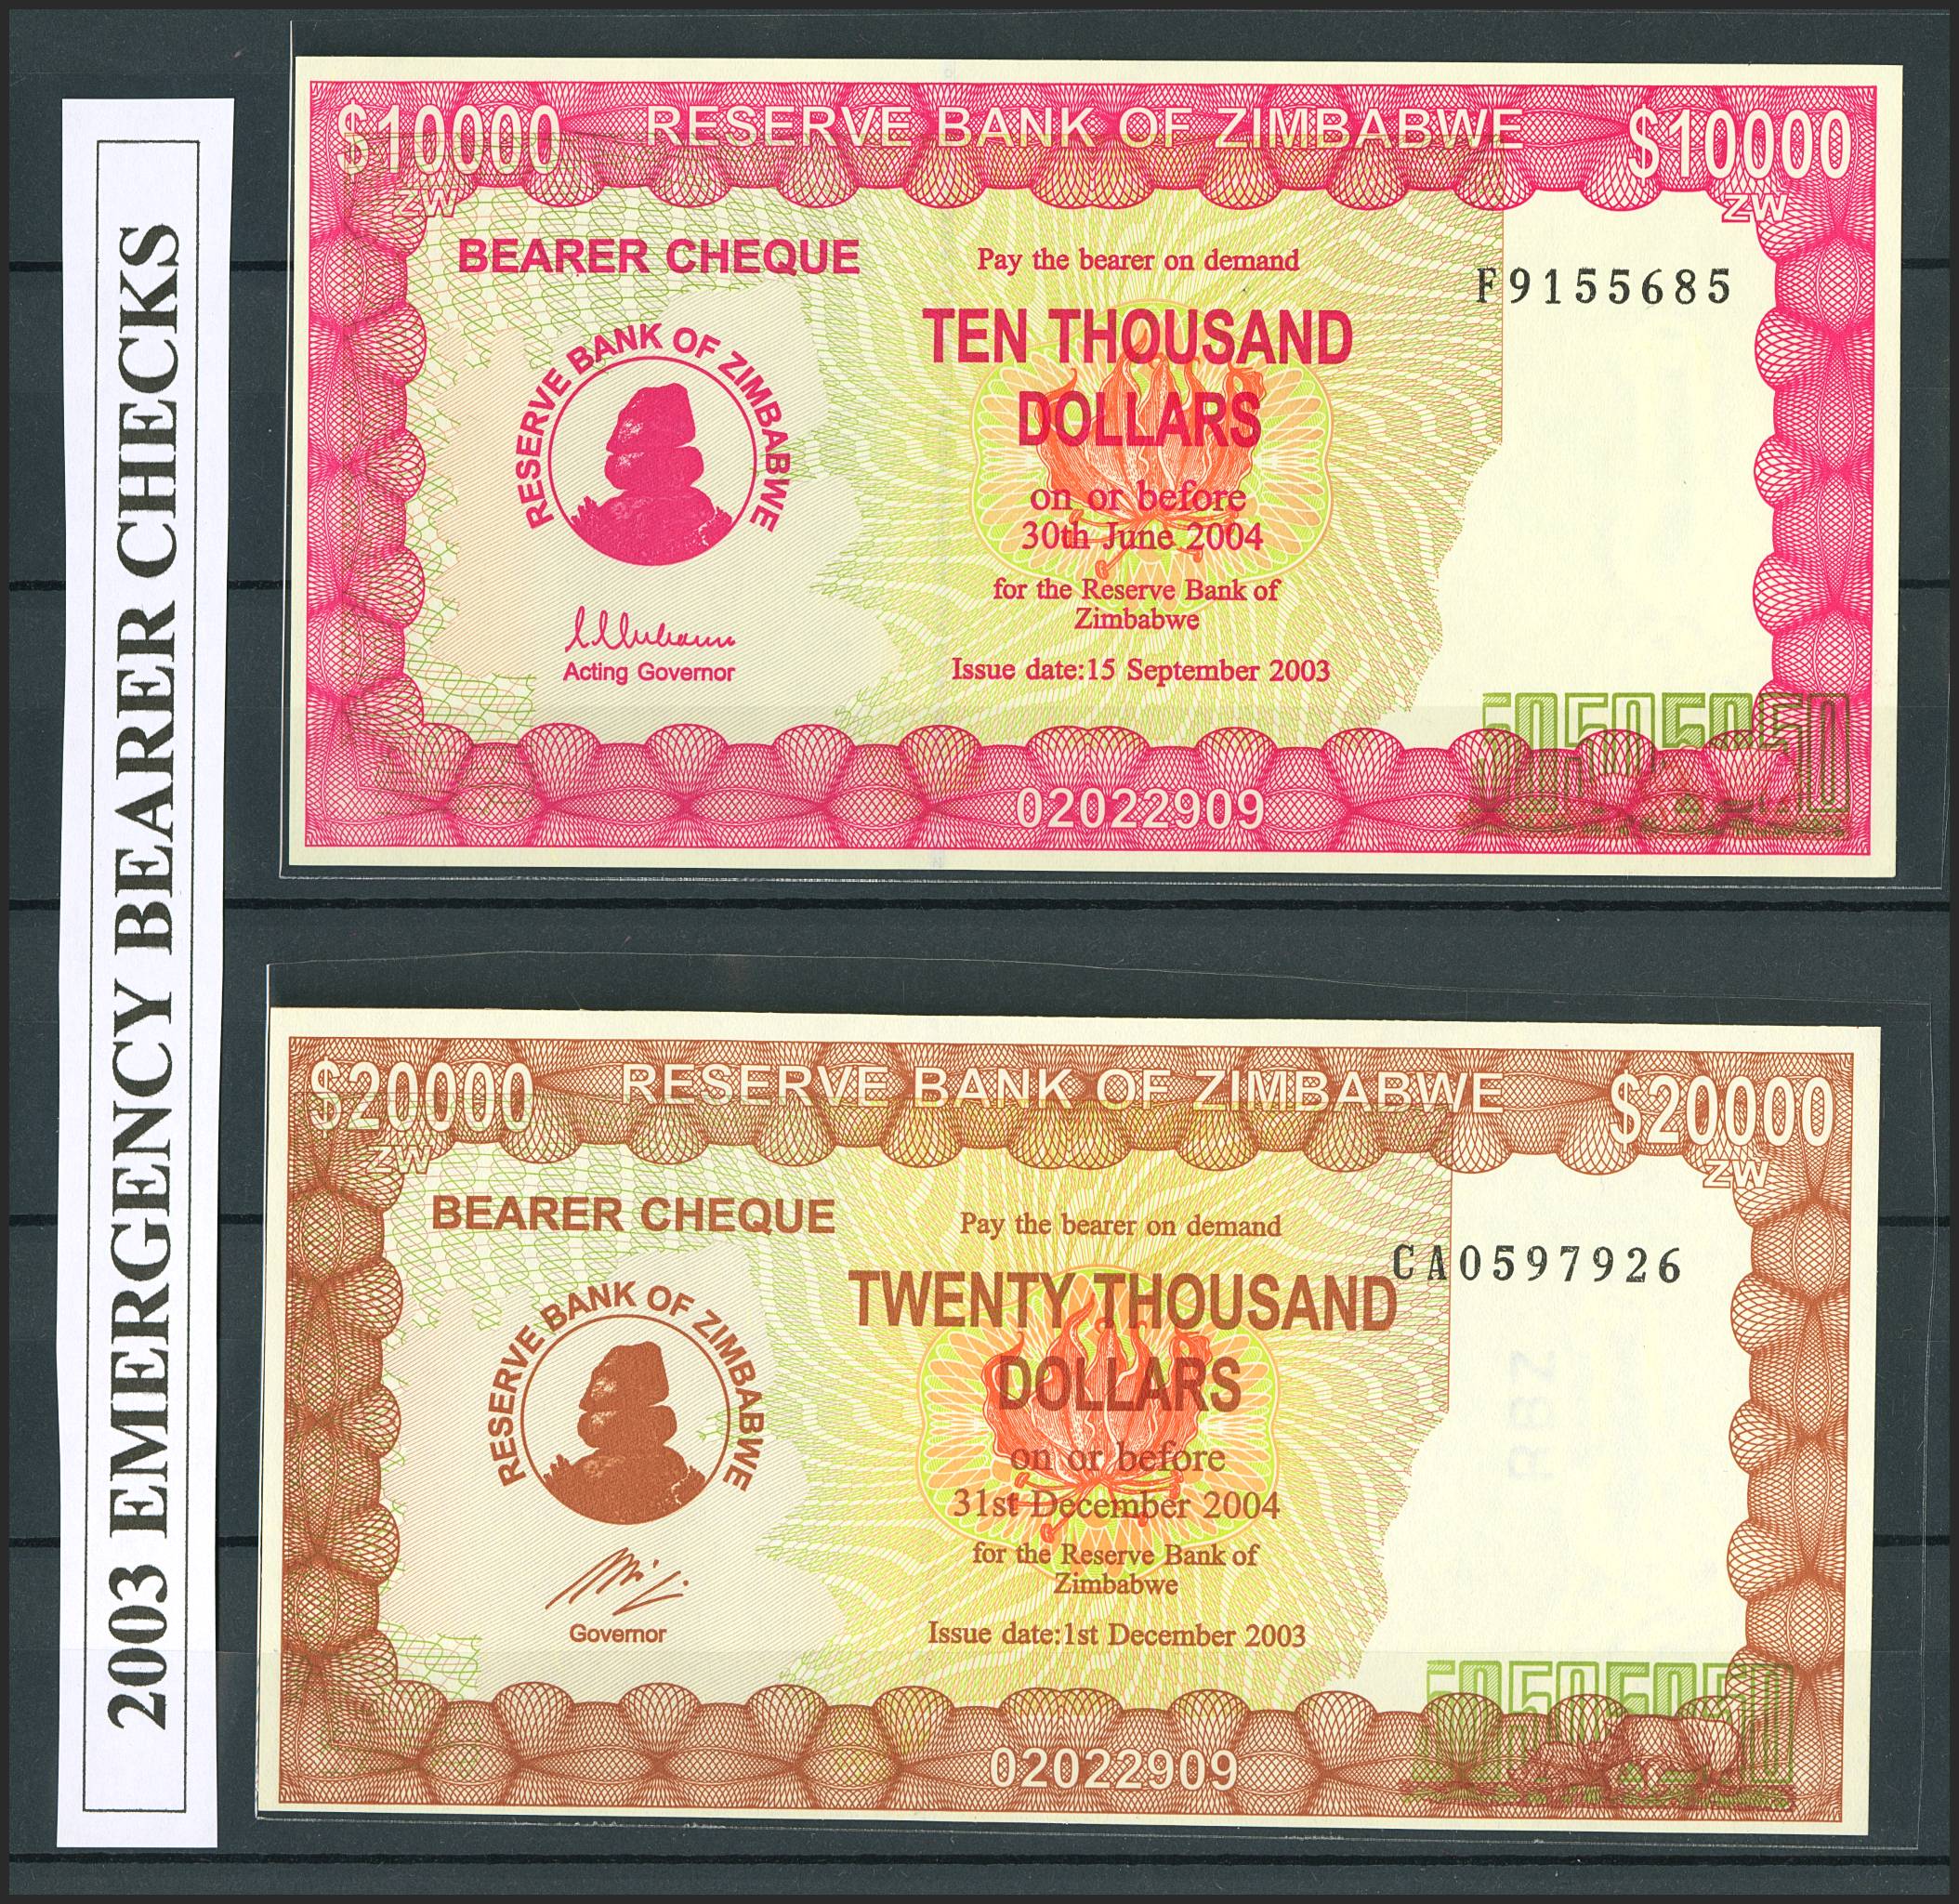 2003 EMERGENCY BEARER CHECKS
$10000 RESERVE BANK OF ZIMBABWE $10000
ZW ZW
BEARER CHEQUE
Pay the bearer on demand
F9155685
TEN THOUSAND
DOLLARS
RESERVE BANK OF ZIMBABWE
on or before
30th June 2004
for the Reserve Bank of
Zimbabwe
Acting Governor
Issue date:15 September 2003
50505050
02022909
$20000 RESERVE BANK OF ZIMBABWE $20000
ZW ZW
BEARER CHEQUE
Pay the bearer on demand
CA0597926
TWENTY THOUSAND
DOLLARS
RESERVE BANK OF ZIMBABWE
RBZ
on or before
31st December 2004
for the Reserve Bank of
Zimbabwe
Governor
Issue date:1st December 2003
50505050
02022909